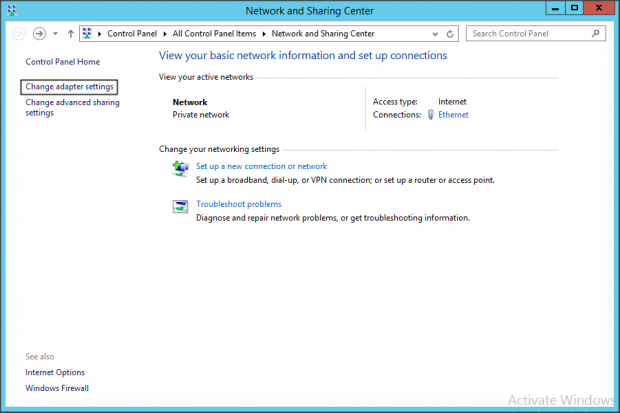 Network and Sharing Center
Control Panel
All Control Panel Items
Network and Sharing Center
Search Control Panel
Control Panel Home
Change adapter settings
Change advanced sharing
settings
View your basic network information and set up connections
View your active networks
Network
Private network
Access type: Internet
Connections: Ethernet
Change your networking settings
Set up a new connection or network
Set up a broadband, dial-up, or VPN connection; or set up a router or access point.
Troubleshoot problems
Diagnose and repair network problems, or get troubleshooting information.
See also
Internet Options
Windows Firewall
Activate Windows